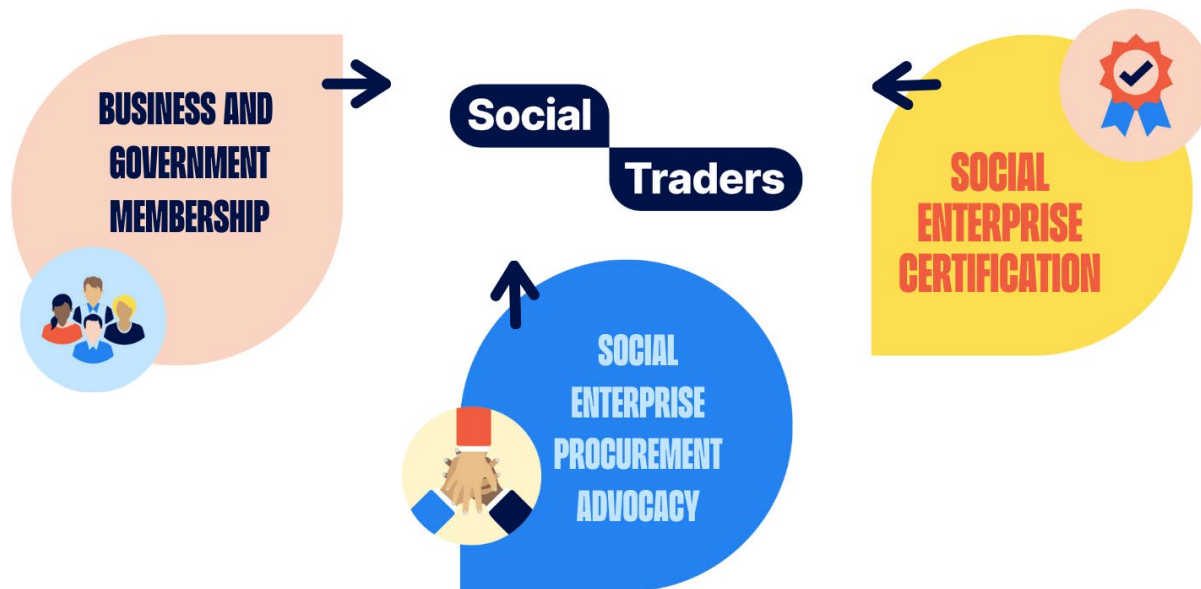 BUSINESS AND
GOVERNMENT
MEMBERSHIP
Social
Traders
SOCIAL
ENTERPRISE
CERTIFICATION
SOCIAL
ENTERPRISE
PROCUREMENT
ADVOCACY